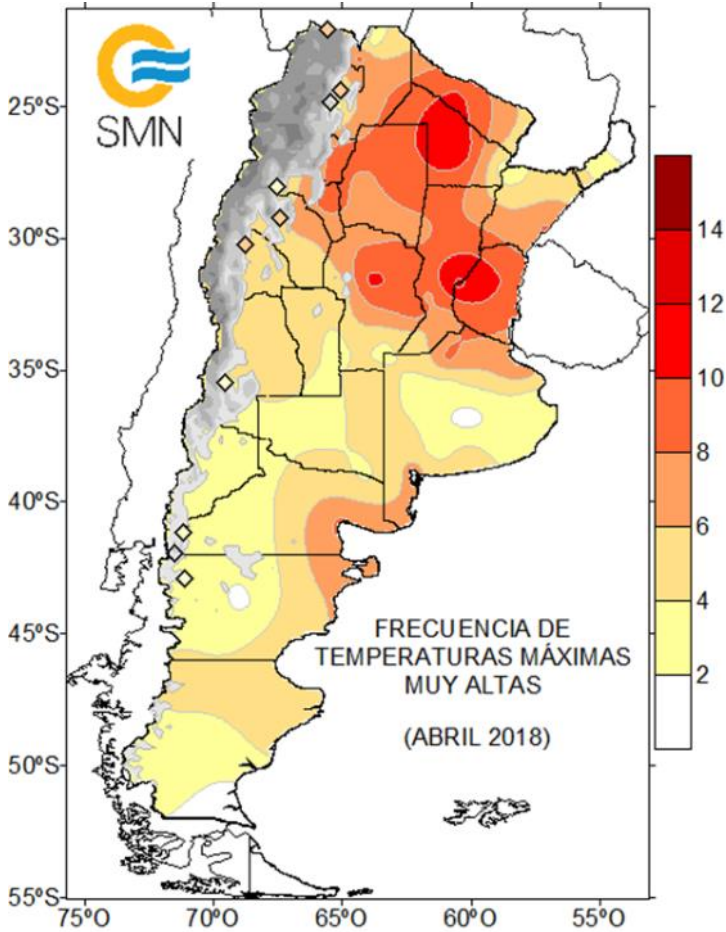 SMN
25ºS
30ºS
35ºS
40ºS
45ºS
50ºS
55ºS
75ºO
70ºO
65ºO
60ºO
55ºO
14
12
10
8
6
4
2
FRECUENCIA DE
TEMPERATURAS MÁXIMAS
MUY ALTAS
(ABRIL 2018)